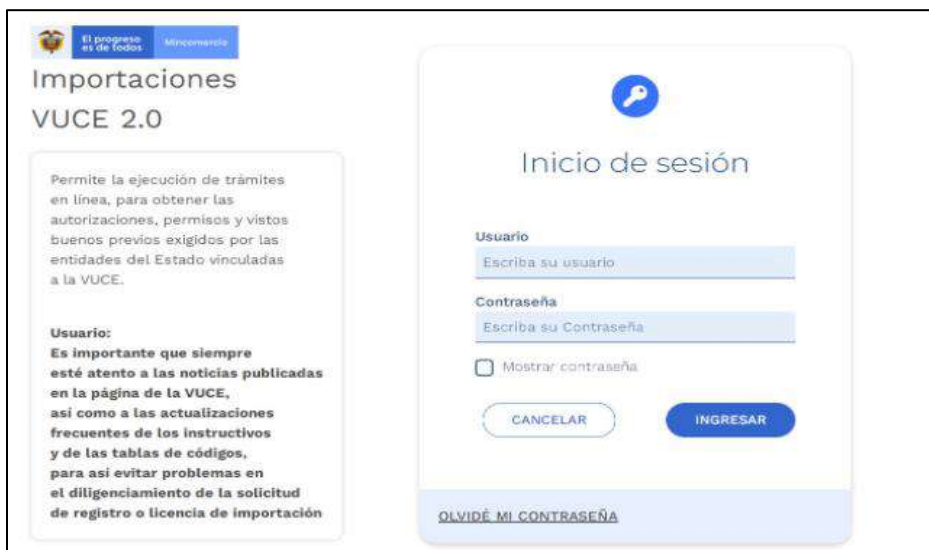 El progreso
es de todos
Mincomercio
Importaciones
VUCE 2.0
Permite la ejecución de trámites
en línea, para obtener las
autorizaciones, permisos y vistos
buenos previos exigidos por las
entidades del Estado vinculadas
a la VUCE.
Usuario:
Es importante que siempre
esté atento a las noticias publicadas
en la página de la VUCE,
así como a las actualizaciones
frecuentes de los instructivos
y de las tablas de códigos,
para así evitar problemas en
el diligenciamiento de la solicitud
de registro o licencia de importación
Inicio de sesión
Usuario
Escriba su usuario
Contraseña
Escriba su Contraseña
Mostrar contraseña
CANCELAR
INGRESAR
OLVIDÉ MI CONTRASEÑA